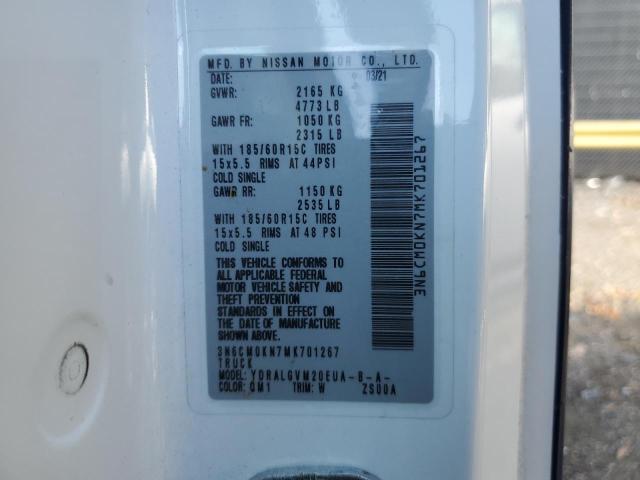 MFD. BY NISSAN MOTOR CO., LTD.
DATE: 03/21
GVWR: 2165 KG
4773 LB
GAWR FR: 1050 KG
2315 LB
WITH 185/60R15C TIRES
15x5.5 RIMS AT 44PSI
COLD SINGLE
GAWR RR: 1150 KG
2535 LB
WITH 185/60R15C TIRES
15x5.5 RIMS AT 48 PSI
COLD SINGLE
THIS VEHICLE CONFORMS TO
ALL APPLICABLE FEDERAL
MOTOR VEHICLE SAFETY AND
THEFT PREVENTION
STANDARDS IN EFFECT ON
THE DATE OF MANUFACTURE
SHOWN ABOVE.
3N6CM0KN7MK701267
TRUCK
MODEL: YDRALGVM20EUA-B-A-
COLOR: QM1 TRIM: W ZS00A
3N6CM0KN7MK701267